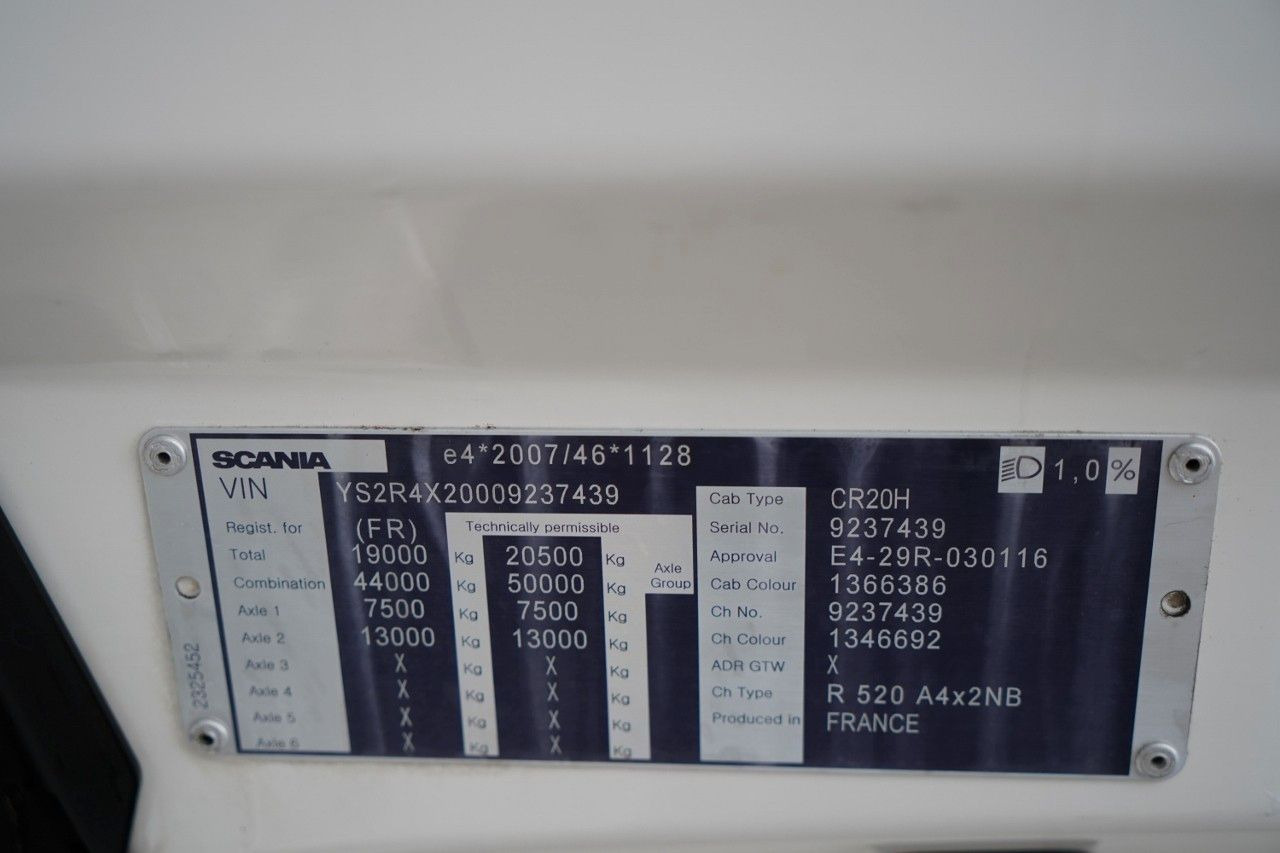 SCANIA e4*2007/46*1128 1,0%
VIN YS2R4X20009237439
Regist. for (FR) Technically permissible
Total 19000 Kg 20500 Kg Axle Group
Combination 44000 Kg 50000 Kg
Axle 1 7500 Kg 7500 Kg
Axle 2 13000 Kg 13000 Kg
Axle 3 X Kg X Kg
Axle 4 X Kg X Kg
Axle 5 X Kg X Kg
Axle 6 X Kg X Kg
Cab Type CR20H
Serial No. 9237439
Approval E4-29R-030116
Cab Colour 1366386
Ch No. 9237439
Ch Colour 1346692
ADR GTW X
Ch Type R 520 A4x2NB
Produced in FRANCE
2325452